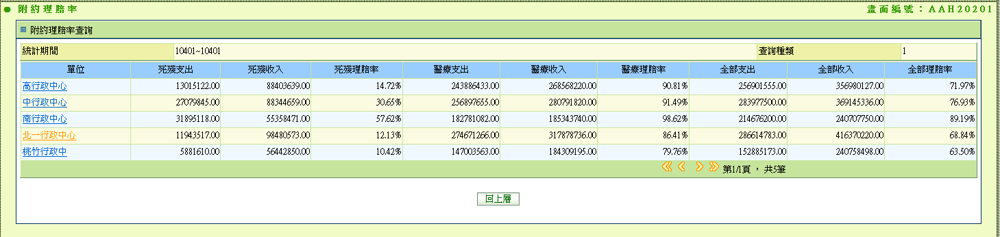 附約理賠率 畫面編號：AAH20201
附約理賠率查詢
統計期間 10401~10401 查詢種類 1
單位 死殘支出 死殘收入 死殘理賠率 醫療支出 醫療收入 醫療理賠率 全部支出 全部收入 全部理賠率
高行政中心 13015122.00 88403639.00 14.72% 243886433.00 268568220.00 90.81% 256901555.00 356980127.00 71.97%
中行政中心 27079845.00 88344659.00 30.65% 256897655.00 280791820.00 91.49% 283977500.00 369145336.00 76.93%
南行政中心 31895118.00 55358471.00 57.62% 182781082.00 185343740.00 98.62% 214676200.00 240707750.00 89.19%
北一行政中心 11943517.00 98480573.00 12.13% 274671266.00 317878736.00 86.41% 286614783.00 416370220.00 68.84%
桃竹行政中 5881610.00 56442850.00 10.42% 147003563.00 184309195.00 79.76% 152885173.00 240758498.00 63.50%
第1/1頁 ， 共5筆
回上層